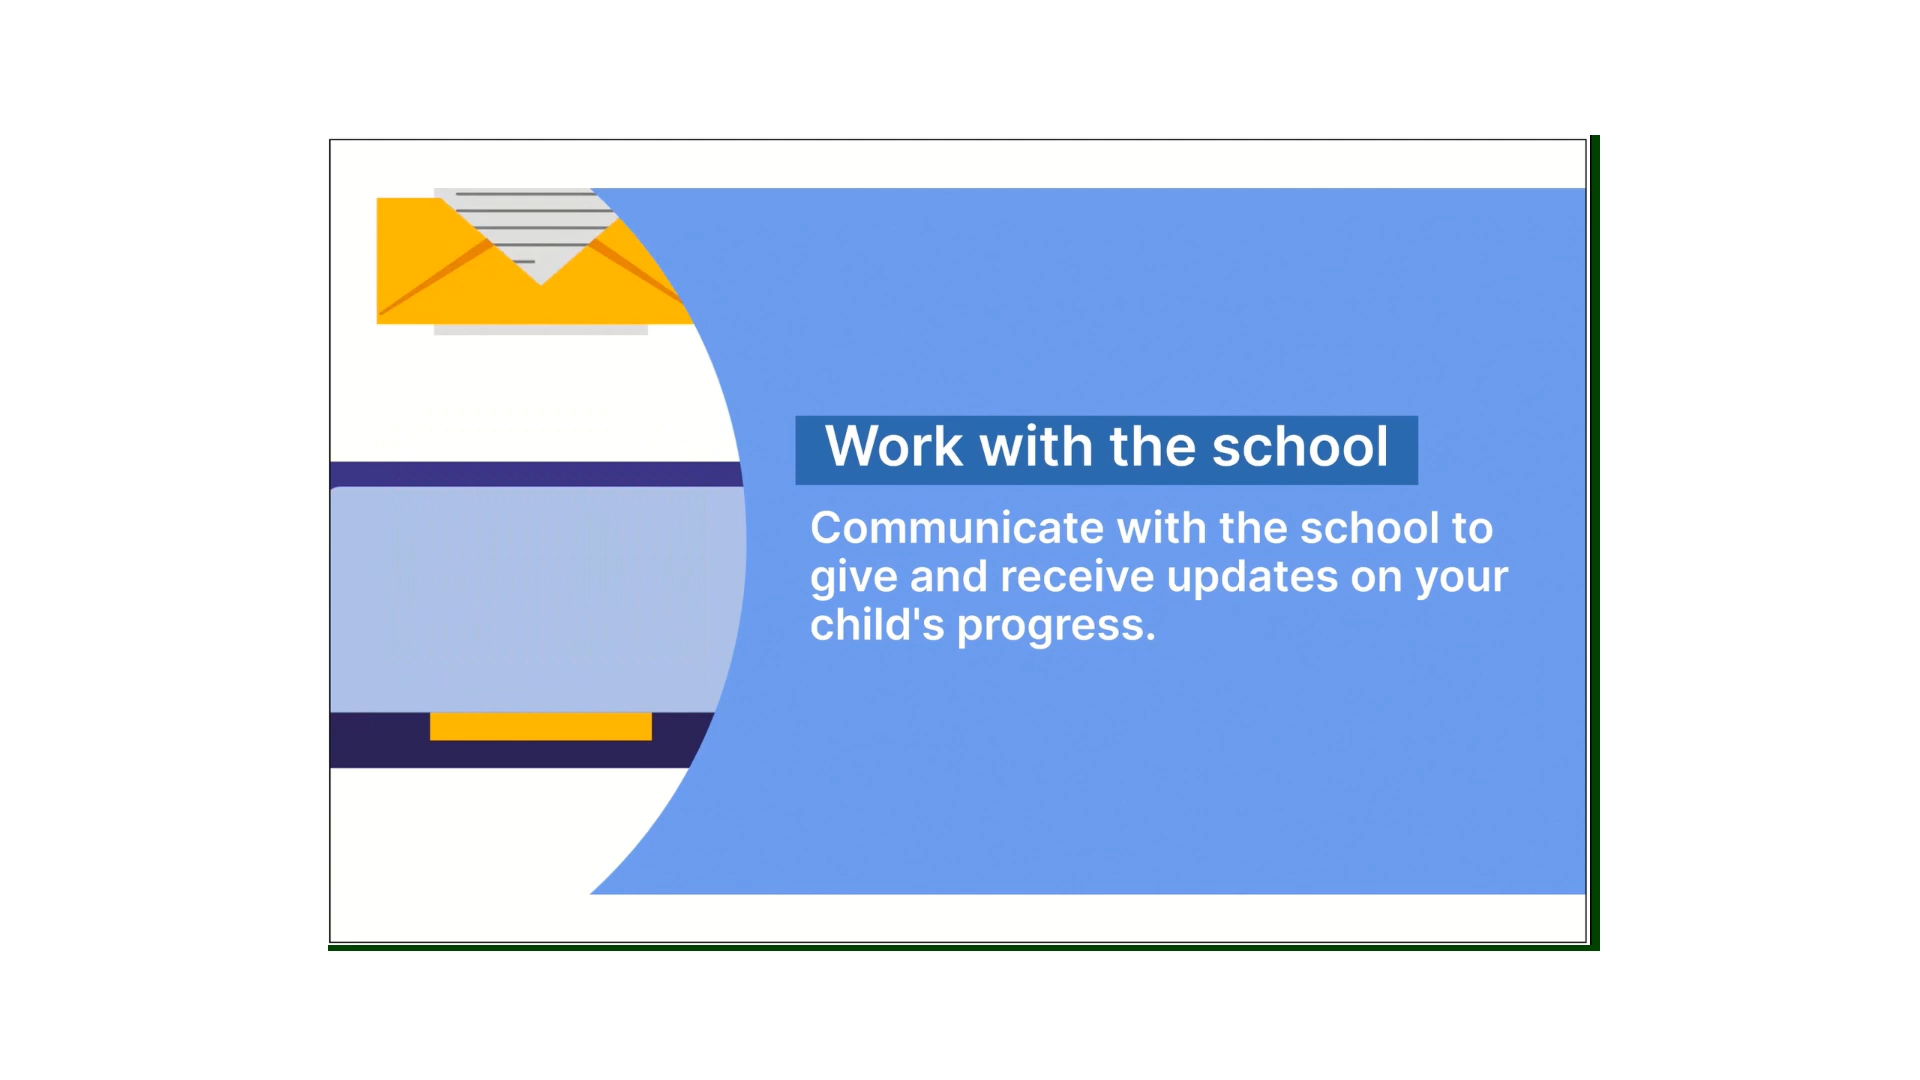 Work with the school
Communicate with the school to
give and receive updates on your
child's progress.